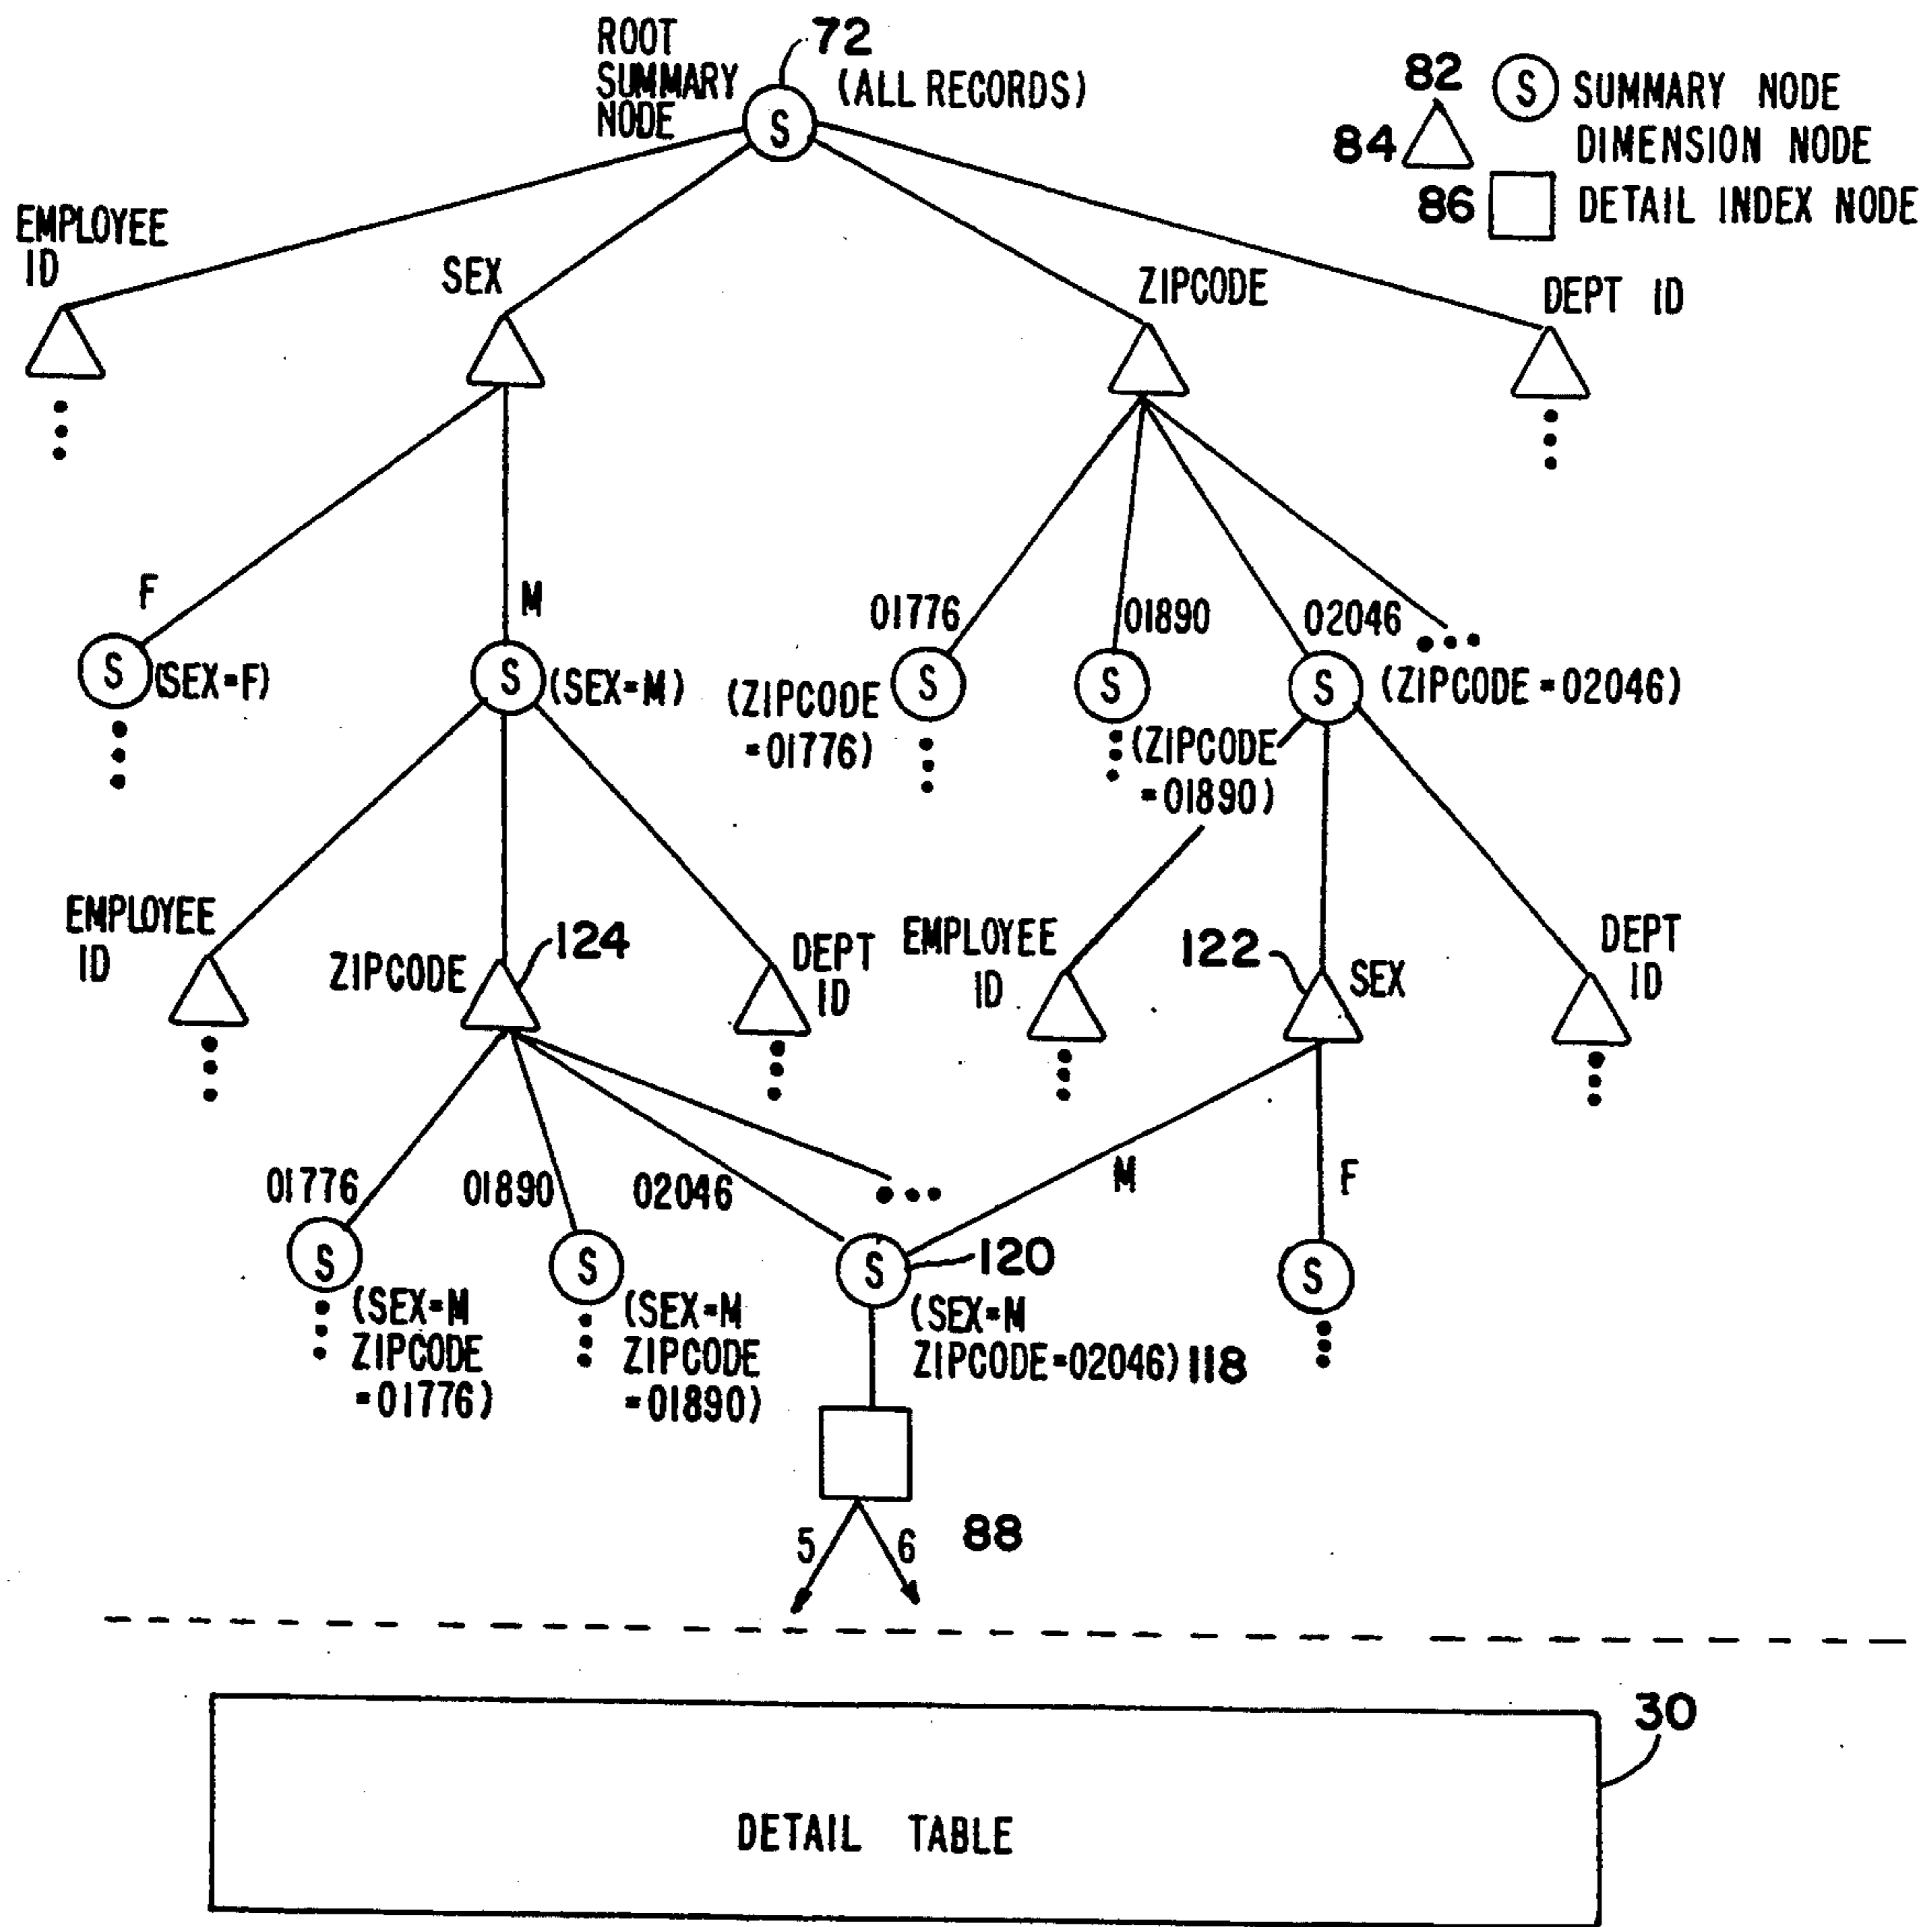 ROOT
SUMMARY
NODE
72
(ALL RECORDS)
S
82
S
SUMMARY NODE
84
DIMENSION NODE
86
DETAIL INDEX NODE
EMPLOYEE
ID
SEX
ZIPCODE
DEPT ID
F
M
01776
01890
02046
S
(SEX=F)
S
(SEX=M)
(ZIPCODE
=01776)
S
S
(ZIPCODE
=01890)
S
(ZIPCODE=02046)
EMPLOYEE
ID
ZIPCODE
124
DEPT
ID
EMPLOYEE
ID
122
SEX
DEPT
ID
01776
01890
02046
M
F
S
(SEX=M
ZIPCODE
=01776)
S
(SEX=M
ZIPCODE
=01890)
S
120
(SEX=M
ZIPCODE=02046)
118
S
5
6
88
30
DETAIL TABLE